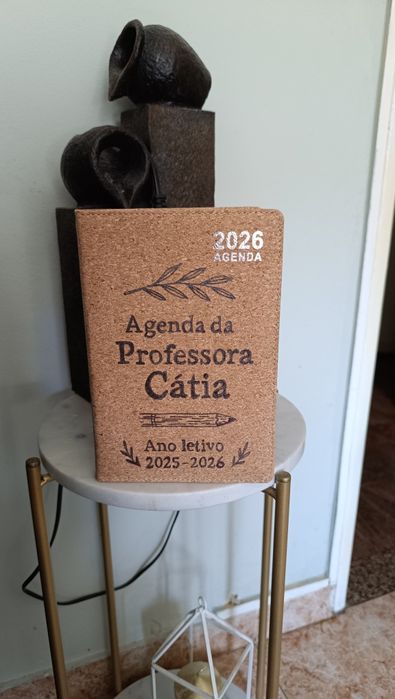 2026
AGENDA
Agenda da
Professora
Cátia
Ano letivo
2025-2026